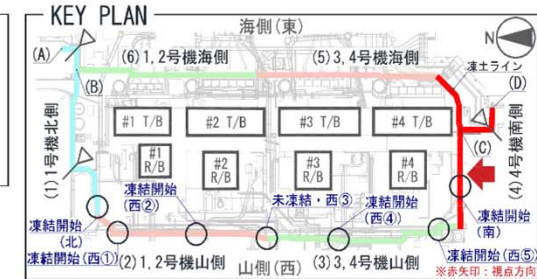 KEY PLAN
海側(東)
N
(A)
(6)1,2号機海側
(5)3,4号機海側
凍土ライン
(D)
(B)
#1 T/B
#2 T/B
#3 T/B
#4 T/B
(C)
(1)1号機北側
(4)4号機南側
#1
R/B
#2
R/B
#3
R/B
#4
R/B
凍結開始
(西②)
未凍結・西③
凍結開始
(西④)
凍結開始
(南)
凍結開始
(北)
凍結開始(西①)
(2)1,2号機山側
山側(西)
(3)3,4号機山側
凍結開始(西⑤)
※赤矢印:視点方向